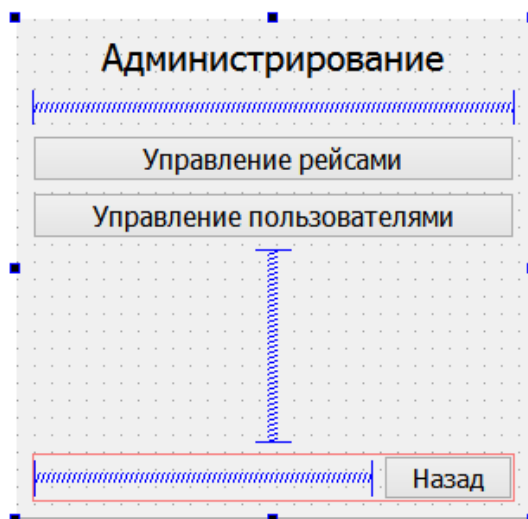 Администрирование
Управление рейсами
Управление пользователями
Назад